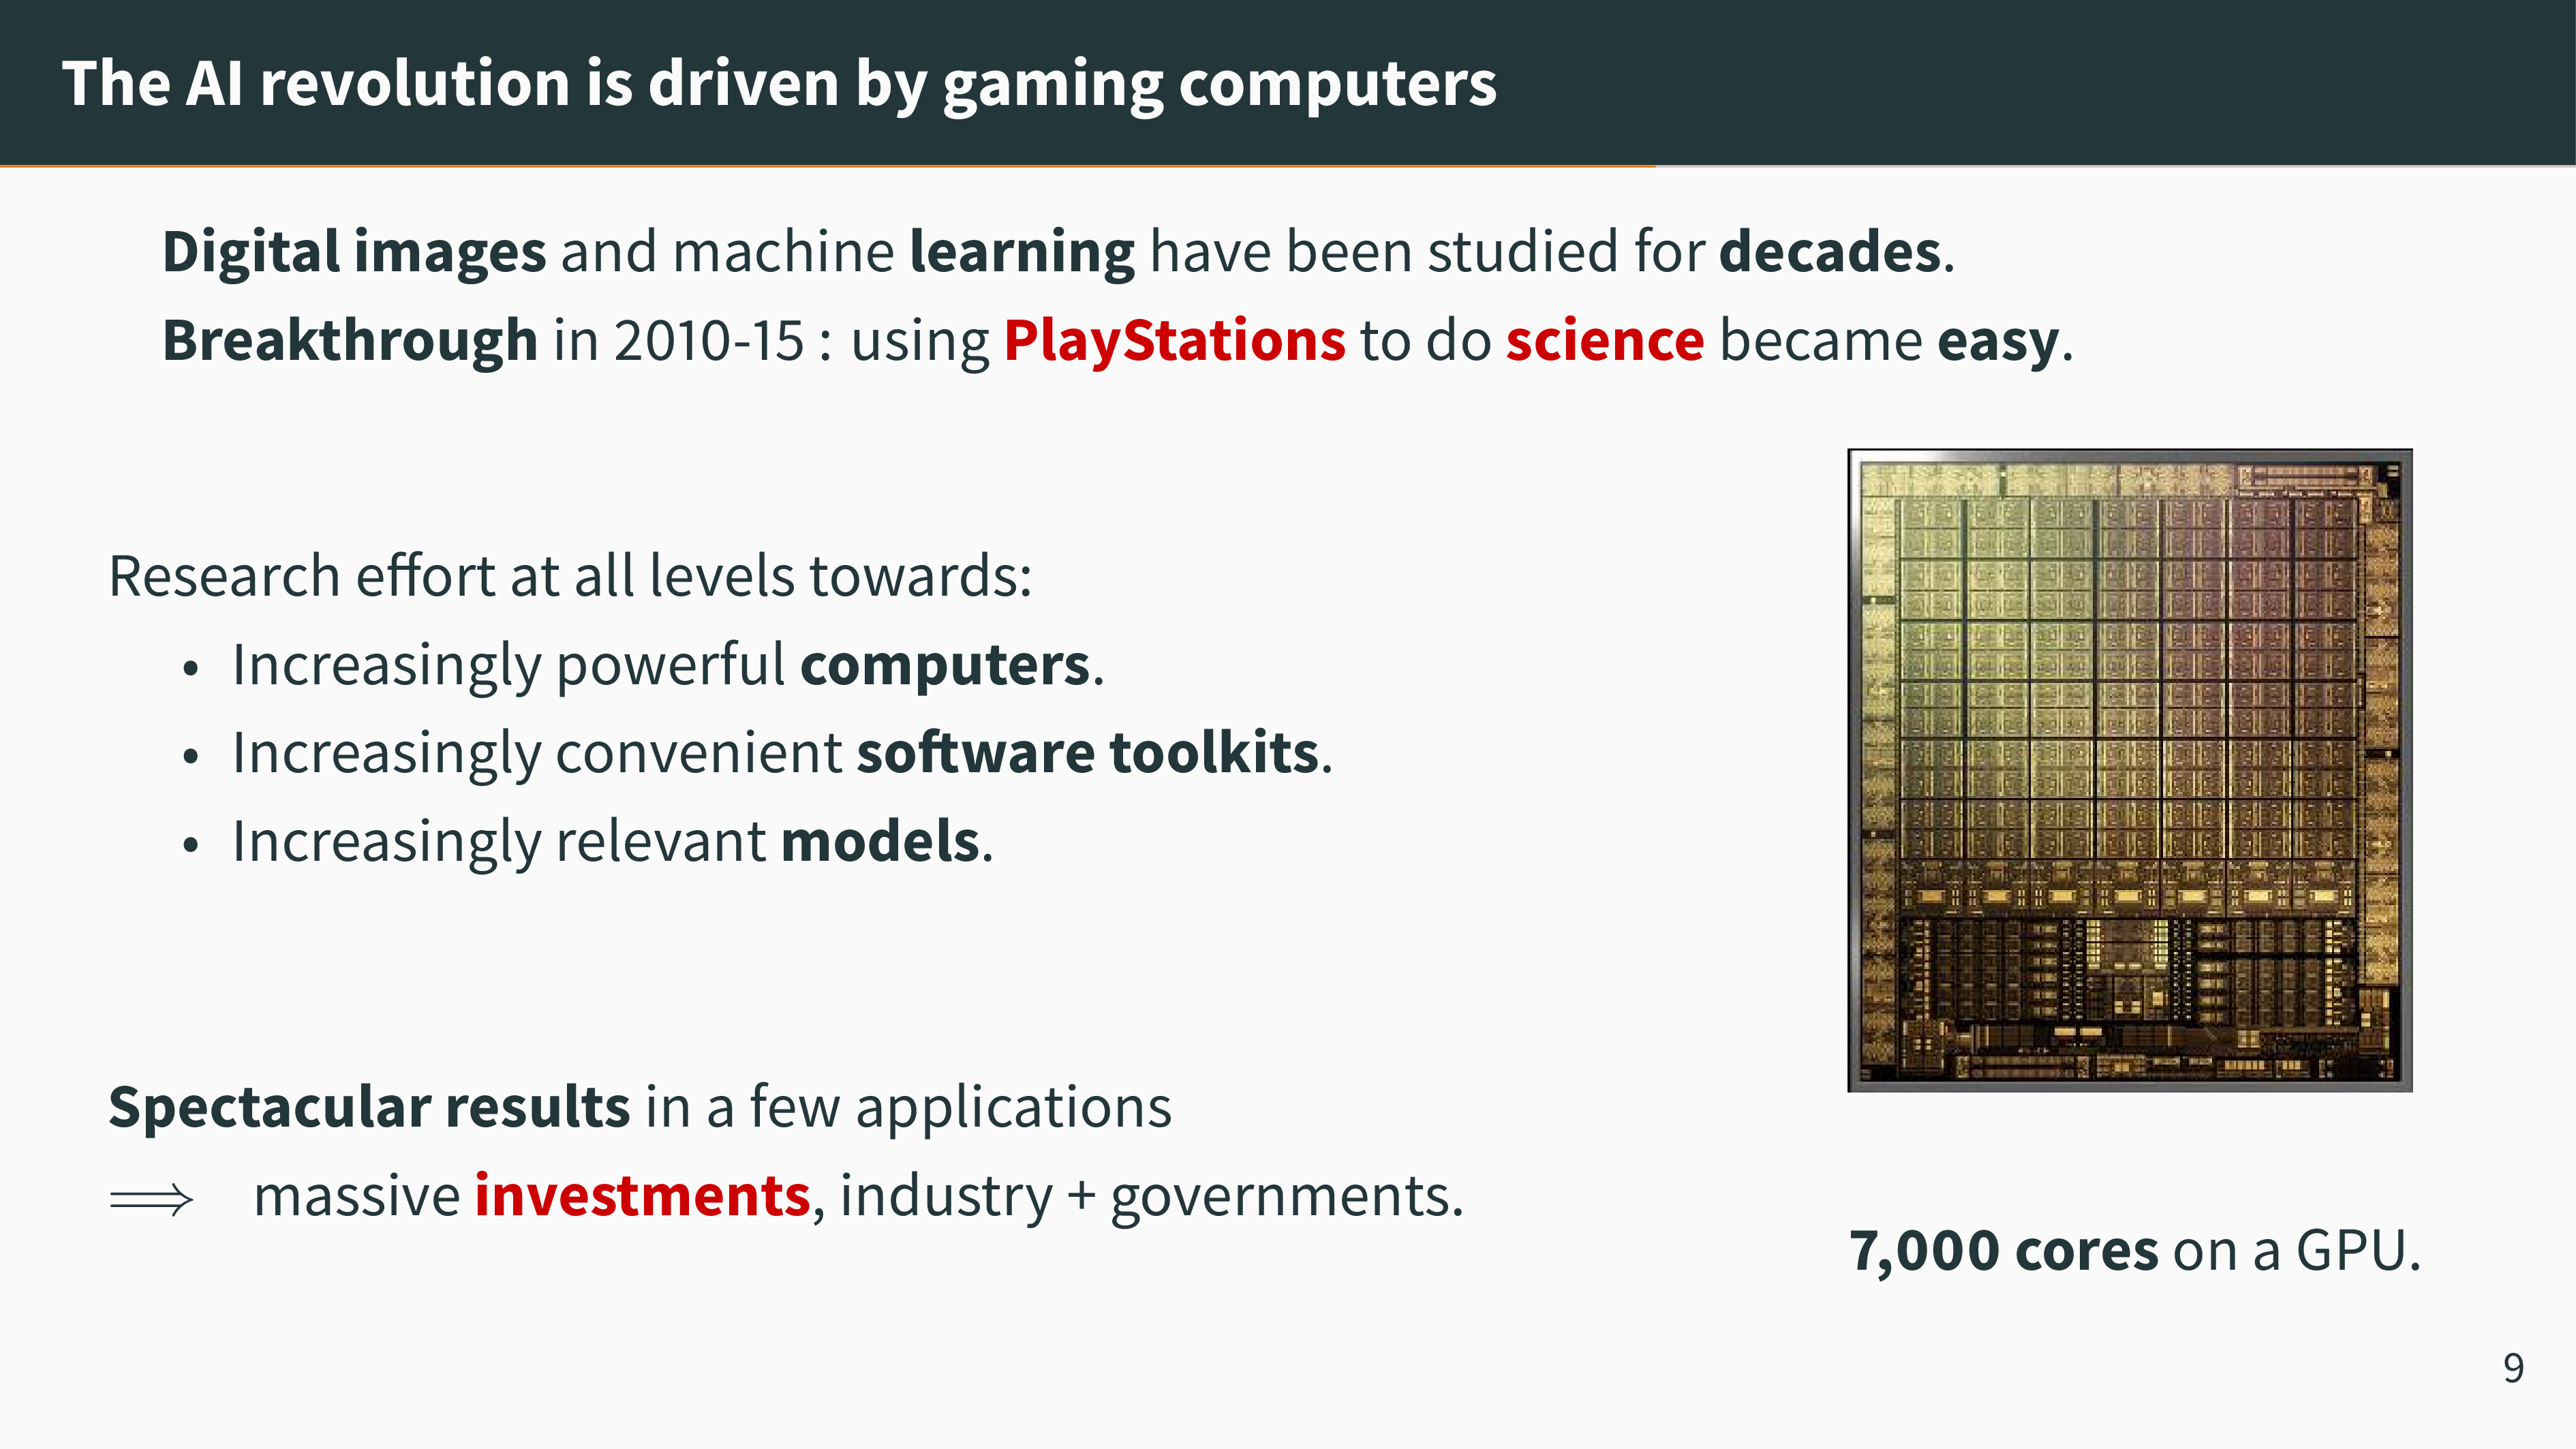 The AI revolution is driven by gaming computers
Digital images and machine learning have been studied for decades.
Breakthrough in 2010-15 : using PlayStations to do science became easy.
Research effort at all levels towards:
• Increasingly powerful computers.
• Increasingly convenient software toolkits.
• Increasingly relevant models.
Spectacular results in a few applications
⟹ massive investments, industry + governments.
7,000 cores on a GPU.
9